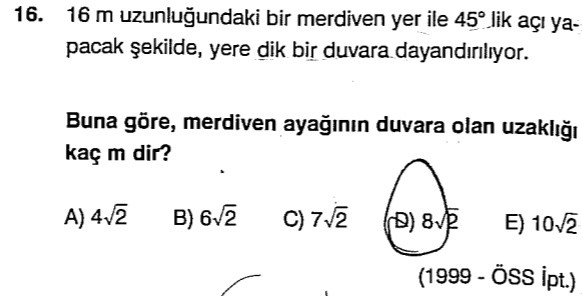 16. 16 m uzunluğundaki bir merdiven yer ile 45° lik açı ya-
pacak şekilde, yere dik bir duvara dayandırılıyor.
Buna göre, merdiven ayağının duvara olan uzaklığı
kaç m dir?
A) 4√2 B) 6√2 C) 7√2 D) 8√2 E) 10√2
(1999 - ÖSS İpt.)